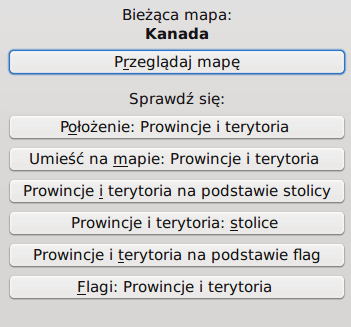 Bieżąca mapa:
Kanada
Przeglądaj mapę
Sprawdź się:
Położenie: Prowincje i terytoria
Umieść na mapie: Prowincje i terytoria
Prowincje i terytoria na podstawie stolicy
Prowincje i terytoria: stolice
Prowincje i terytoria na podstawie flag
Flagi: Prowincje i terytoria